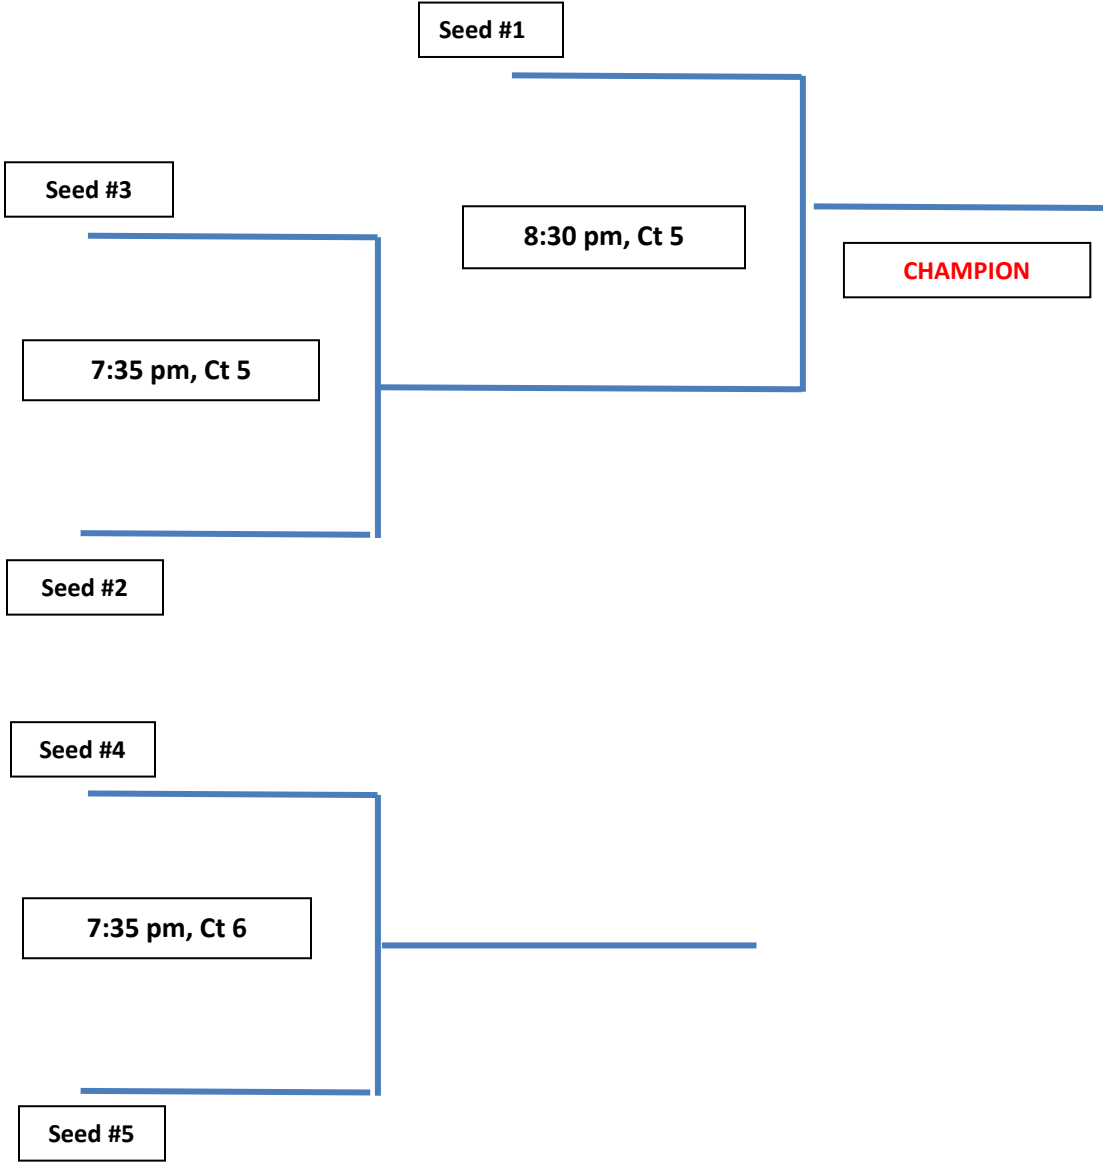 Seed #1
Seed #3
8:30 pm, Ct 5
CHAMPION
7:35 pm, Ct 5
Seed #2
Seed #4
7:35 pm, Ct 6
Seed #5